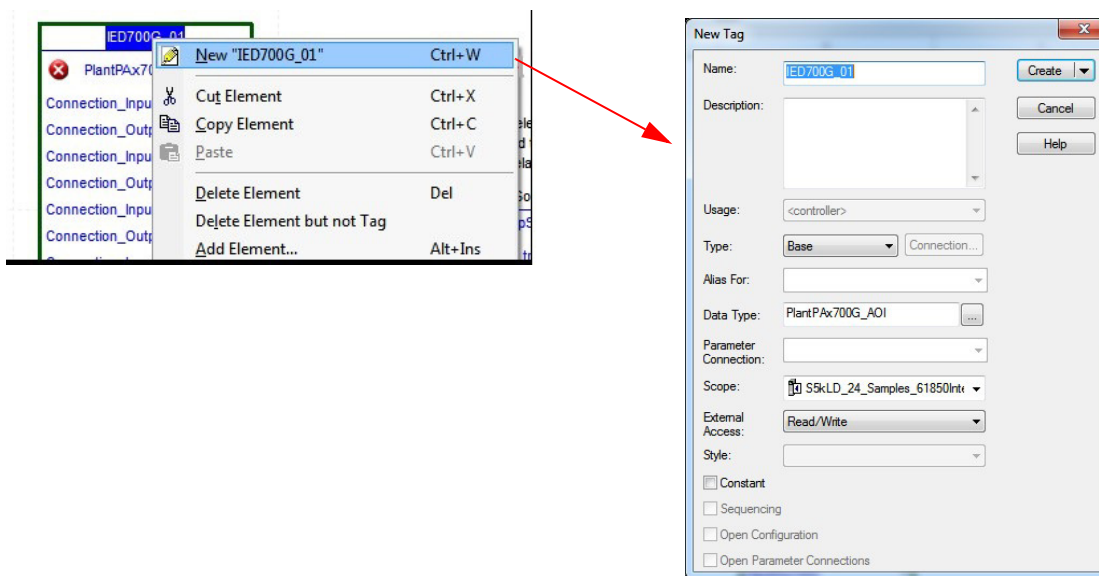 IED700G_01
New "IED700G_01" Ctrl+W
PlantPAx70
Cut Element Ctrl+X
Connection_Inpu
Copy Element Ctrl+C
Connection_Outp
Paste Ctrl+V
Connection_Inpu
Connection_Outp
Delete Element Del
Connection_Inpu
Delete Element but not Tag
Connection_Outp
Add Element... Alt+Ins
New Tag
Name: IED700G_01 Create
Description: Cancel
Help
Usage: <controller>
Type: Base Connection...
Alias For:
Data Type: PlantPAx700G_AOI ...
Parameter
Connection:
Scope: S5kLD_24_Samples_61850Inte
External
Access: Read/Write
Style:
Constant
Sequencing
Open Configuration
Open Parameter Connections